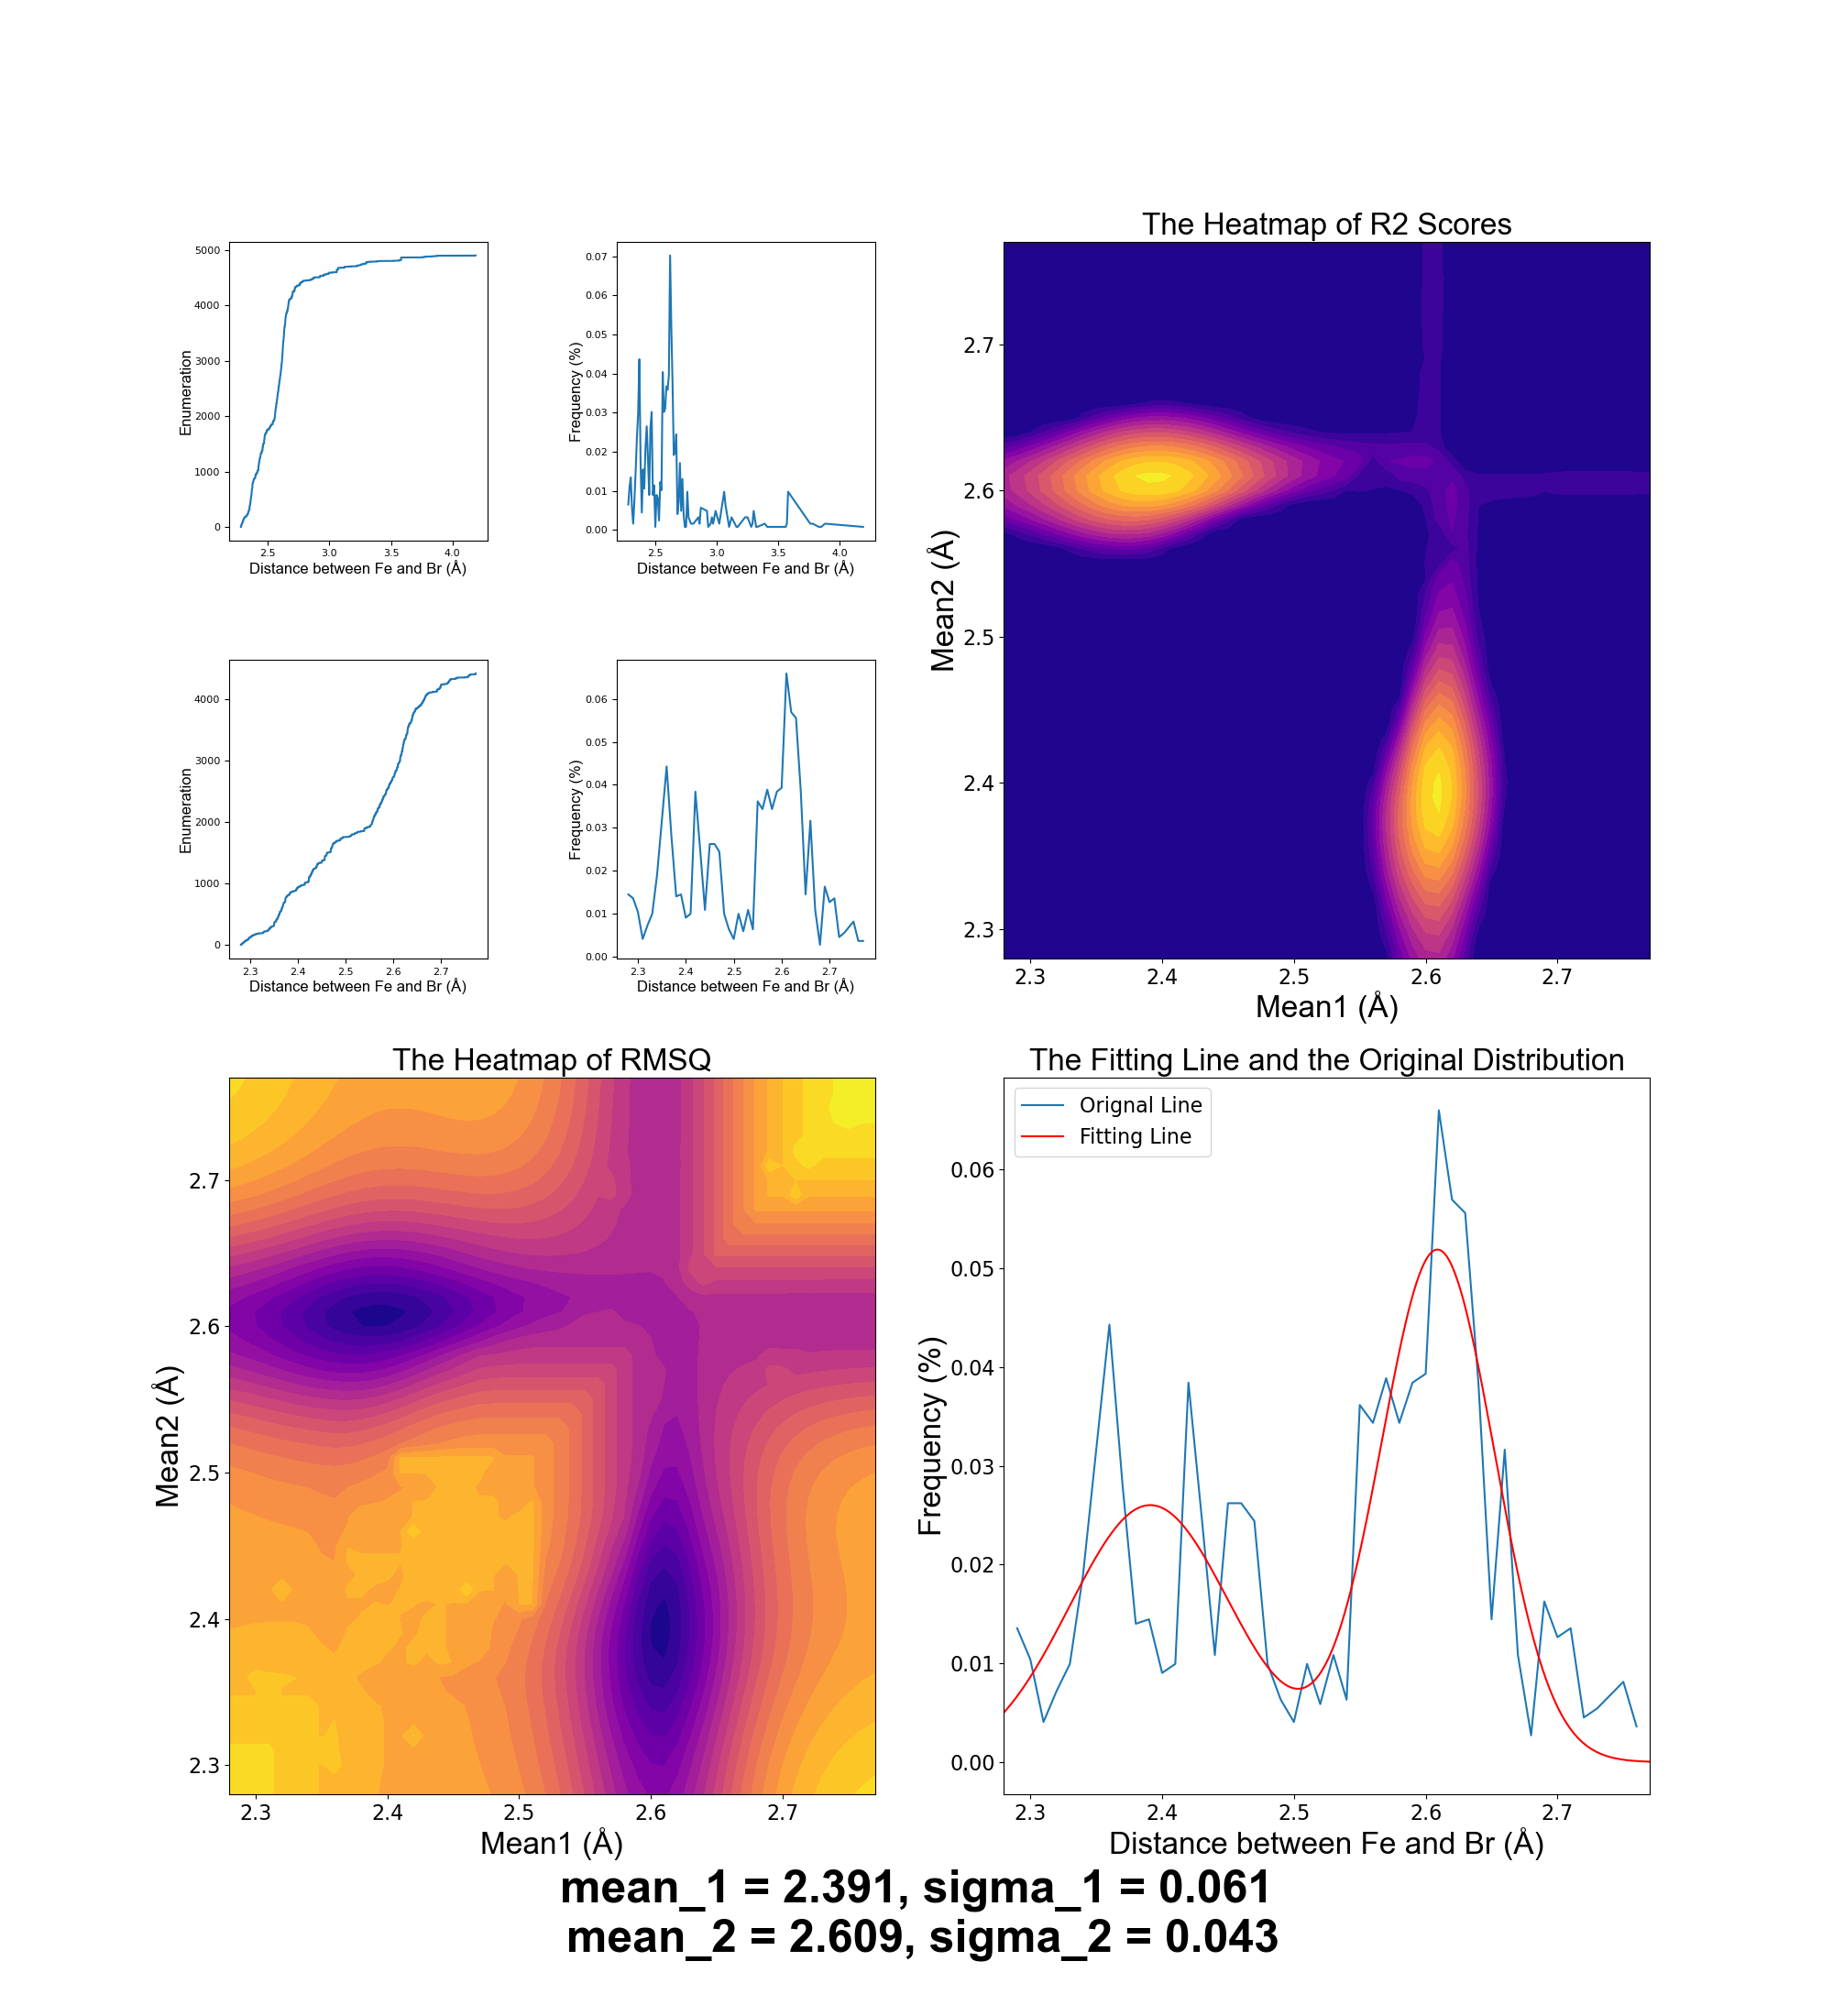 5000
4000
3000
2000
1000
0
Enumeration
2.5 3.0 3.5 4.0
Distance between Fe and Br (Å)
0.07
0.06
0.05
0.04
0.03
0.02
0.01
0.00
Frequency (%)
2.5 3.0 3.5 4.0
Distance between Fe and Br (Å)
The Heatmap of R2 Scores
2.7
2.6
2.5
2.4
2.3
Mean2 (Å)
2.3 2.4 2.5 2.6 2.7
Mean1 (Å)
4000
3000
2000
1000
0
Enumeration
2.3 2.4 2.5 2.6 2.7
Distance between Fe and Br (Å)
0.06
0.05
0.04
0.03
0.02
0.01
0.00
Frequency (%)
2.3 2.4 2.5 2.6 2.7
Distance between Fe and Br (Å)
The Heatmap of RMSQ
2.7
2.6
2.5
2.4
2.3
Mean2 (Å)
2.3 2.4 2.5 2.6 2.7
Mean1 (Å)
The Fitting Line and the Original Distribution
Orignal Line
Fitting Line
0.06
0.05
0.04
0.03
0.02
0.01
0.00
Frequency (%)
2.3 2.4 2.5 2.6 2.7
Distance between Fe and Br (Å)
mean_1 = 2.391, sigma_1 = 0.061
mean_2 = 2.609, sigma_2 = 0.043